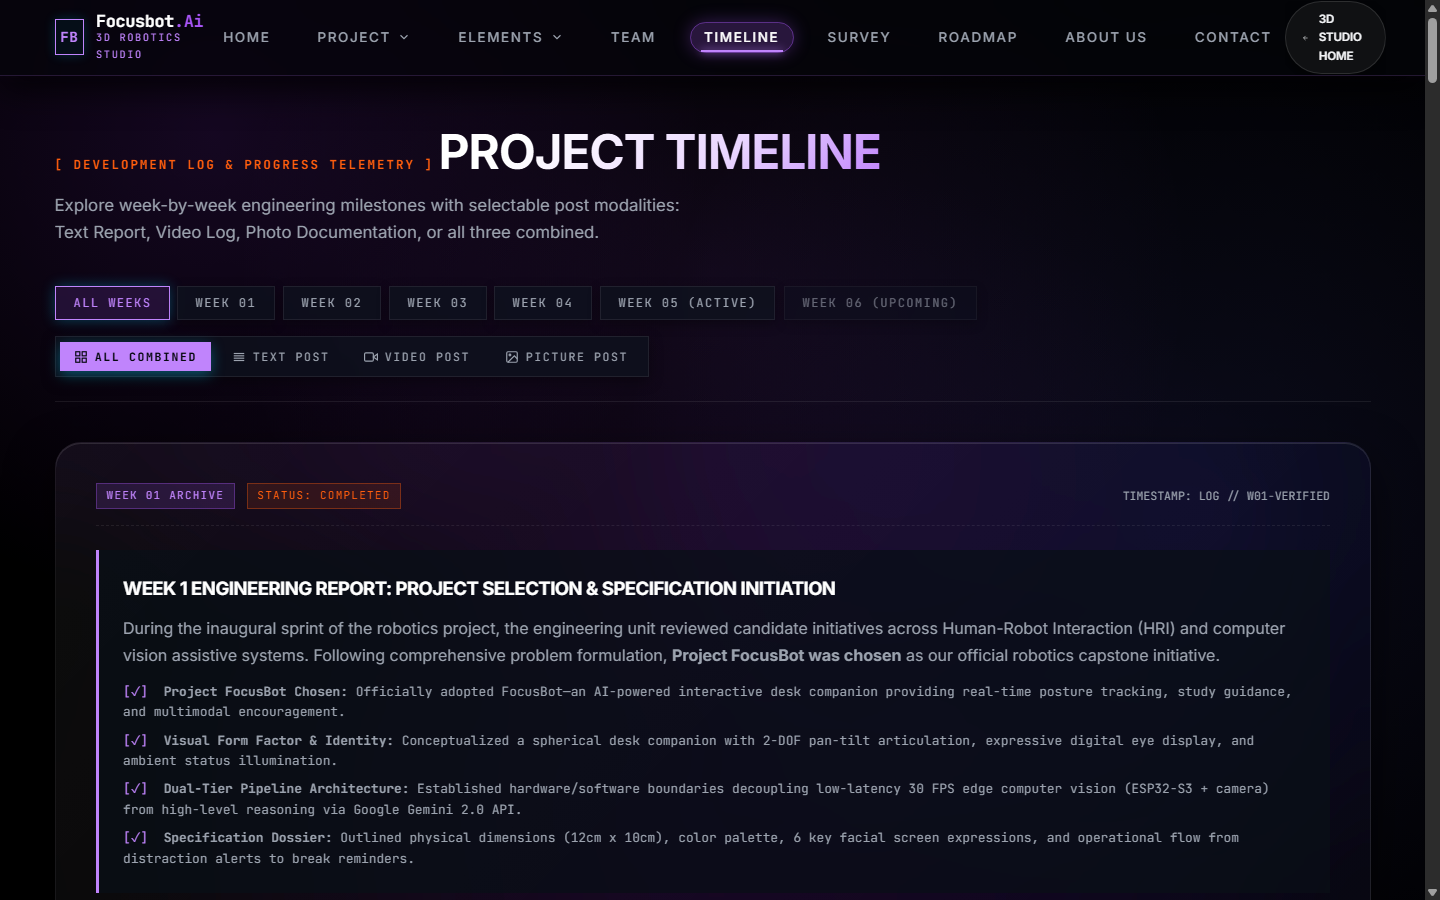 FB
Focusbot.Ai
3D ROBOTICS
STUDIO
HOME
PROJECT
ELEMENTS
TEAM
TIMELINE
SURVEY
ROADMAP
ABOUT US
CONTACT
← 3D
STUDIO
HOME
[ DEVELOPMENT LOG & PROGRESS TELEMETRY ] PROJECT TIMELINE
Explore week-by-week engineering milestones with selectable post modalities:
Text Report, Video Log, Photo Documentation, or all three combined.
ALL WEEKS
WEEK 01
WEEK 02
WEEK 03
WEEK 04
WEEK 05 (ACTIVE)
WEEK 06 (UPCOMING)
ALL COMBINED
TEXT POST
VIDEO POST
PICTURE POST
WEEK 01 ARCHIVE
STATUS: COMPLETED
TIMESTAMP: LOG // W01-VERIFIED
WEEK 1 ENGINEERING REPORT: PROJECT SELECTION & SPECIFICATION INITIATION
During the inaugural sprint of the robotics project, the engineering unit reviewed candidate initiatives across Human-Robot Interaction (HRI) and computer
vision assistive systems. Following comprehensive problem formulation, Project FocusBot was chosen as our official robotics capstone initiative.
[✓] Project FocusBot Chosen: Officially adopted FocusBot—an AI-powered interactive desk companion providing real-time posture tracking, study guidance,
and multimodal encouragement.
[✓] Visual Form Factor & Identity: Conceptualized a spherical desk companion with 2-DOF pan-tilt articulation, expressive digital eye display, and
ambient status illumination.
[✓] Dual-Tier Pipeline Architecture: Established hardware/software boundaries decoupling low-latency 30 FPS edge computer vision (ESP32-S3 + camera)
from high-level reasoning via Google Gemini 2.0 API.
[✓] Specification Dossier: Outlined physical dimensions (12cm x 10cm), color palette, 6 key facial screen expressions, and operational flow from
distraction alerts to break reminders.